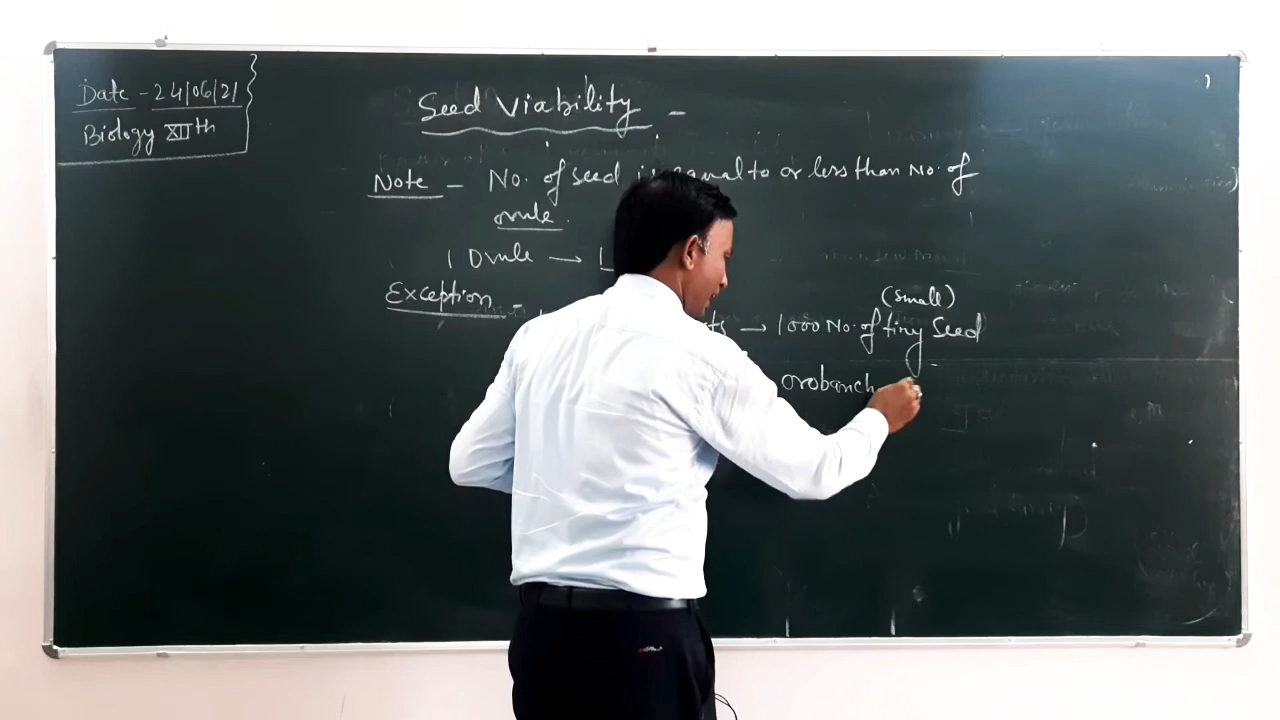 Date - 24/06/21
Biology XIIth
Seed Viability -
Note - No. of seed is equal to or less than No. of
ovule.
1 Ovule → 1
Exception -
(small)
→ 1000 No. of tiny Seed
orobanch